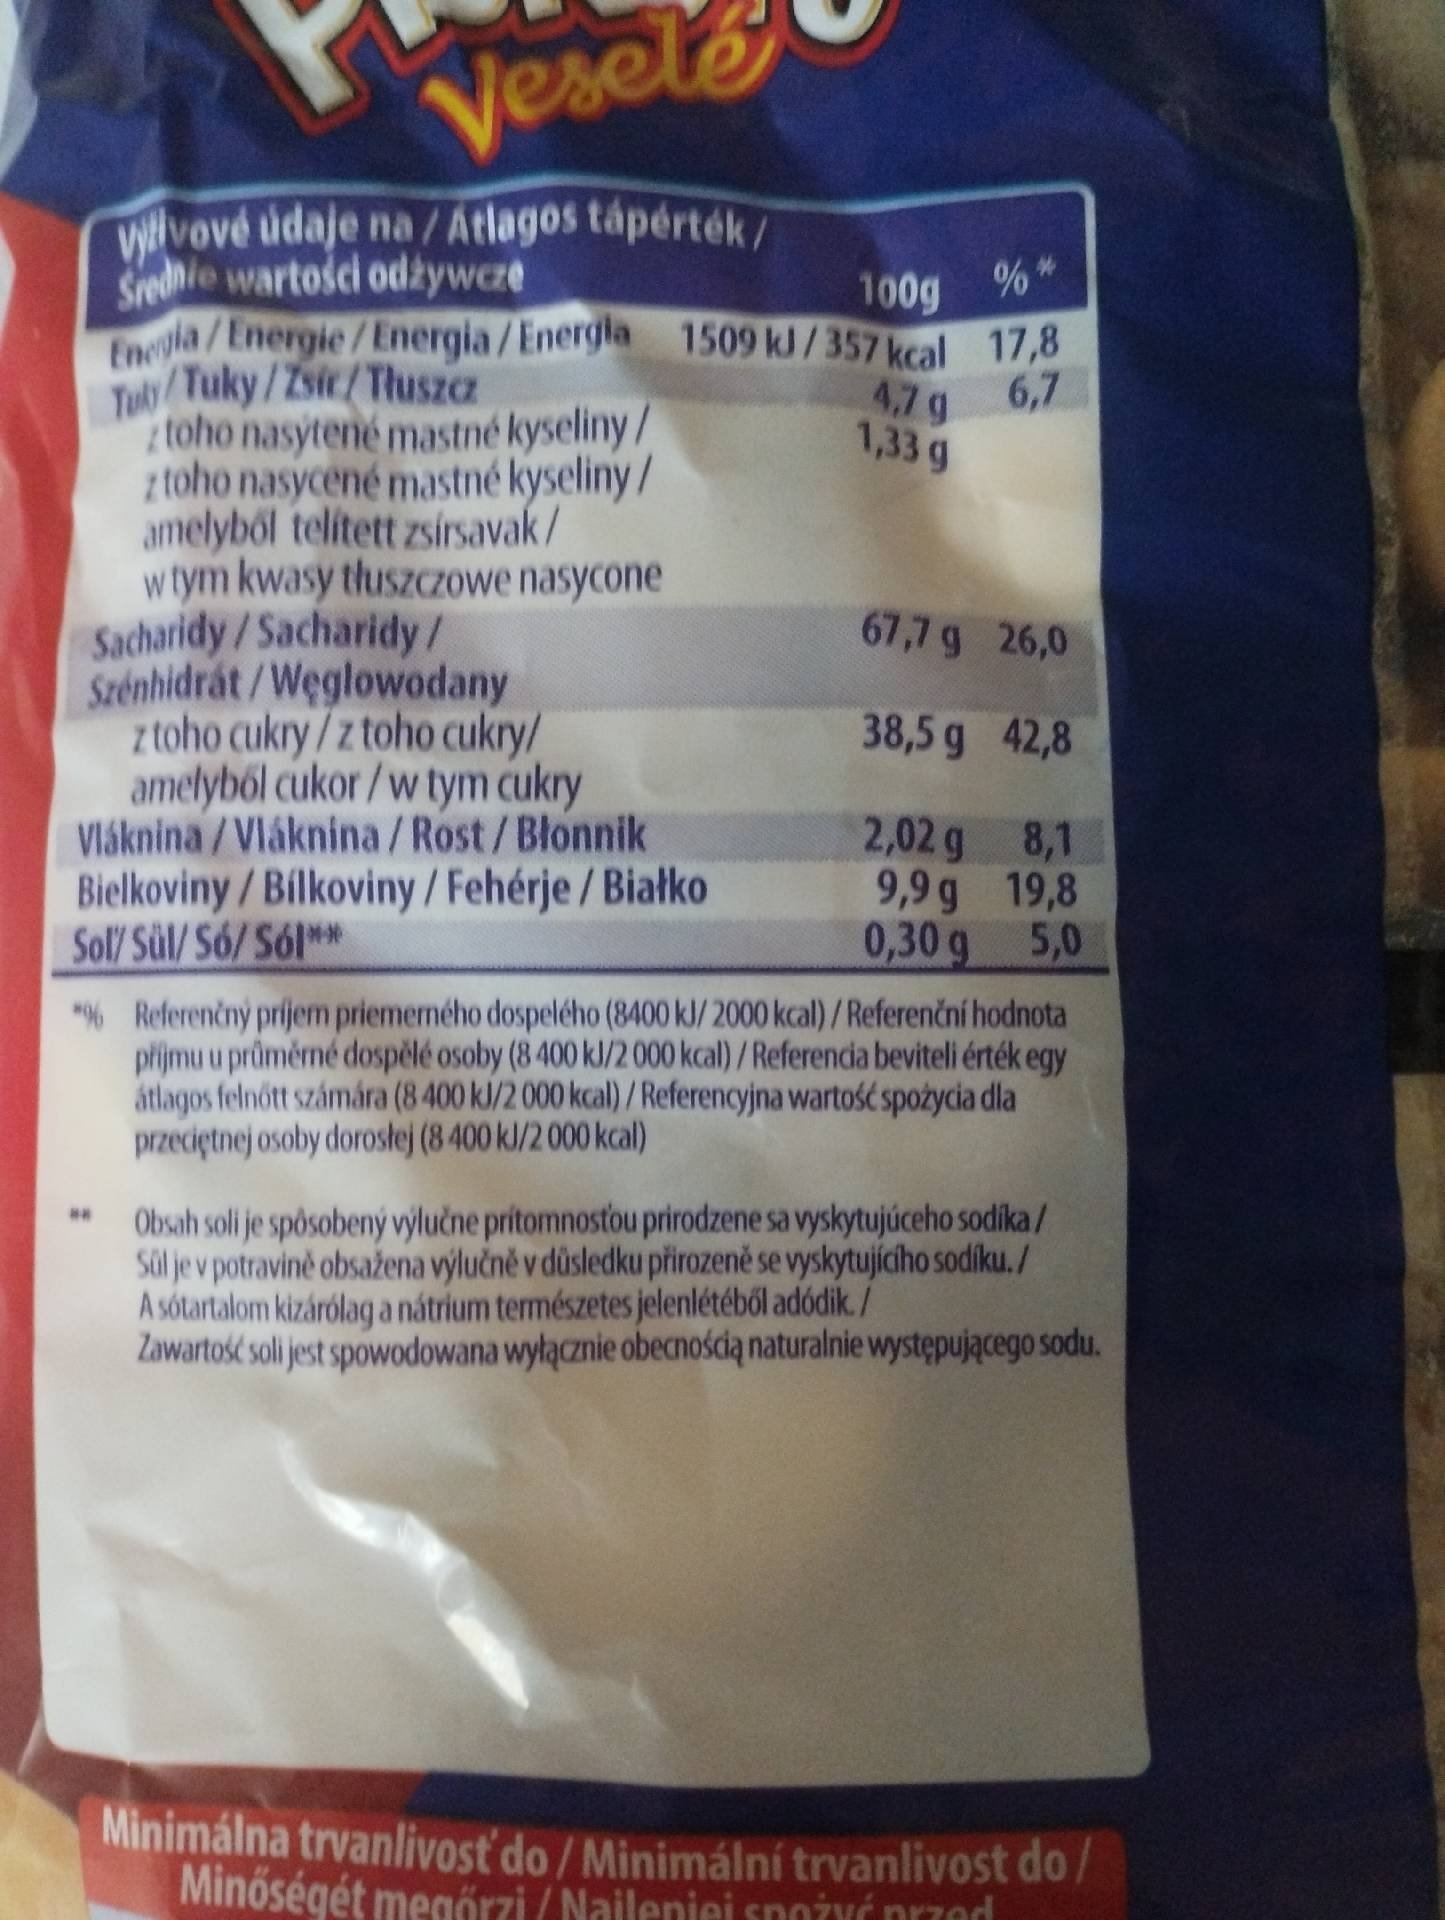 Veselé
Výživové údaje na / Átlagos tápérték /
Średnie wartości odżywcze
100g %*
Energia / Energie / Energia / Energia 1509 kJ / 357 kcal 17,8
Tuky / Tuky / Zsír / Tłuszcz 4,7 g 6,7
z toho nasýtené mastné kyseliny / 1,33 g
z toho nasycené mastné kyseliny /
amelyből telített zsírsavak /
w tym kwasy tłuszczowe nasycone
Sacharidy / Sacharidy / 67,7 g 26,0
Szénhidrát / Węglowodany
z toho cukry / z toho cukry/ 38,5 g 42,8
amelyből cukor / w tym cukry
Vláknina / Vláknina / Rost / Błonnik 2,02 g 8,1
Bielkoviny / Bílkoviny / Fehérje / Białko 9,9 g 19,8
Soľ/ Sůl/ Só/ Sól** 0,30 g 5,0
*% Referenčný príjem priemerného dospelého (8400 kJ/ 2000 kcal) / Referenční hodnota
příjmu u průměrné dospělé osoby (8 400 kJ/2 000 kcal) / Referencia beviteli érték egy
átlagos felnőtt számára (8 400 kJ/2 000 kcal) / Referencyjna wartość spożycia dla
przeciętnej osoby dorosłej (8 400 kJ/2 000 kcal)
** Obsah soli je spôsobený výlučne prítomnosťou prirodzene sa vyskytujúceho sodíka /
Sůl je v potravině obsažena výlučně v důsledku přirozeně se vyskytujícího sodíku. /
A sótartalom kizárólag a nátrium természetes jelenlétéből adódik. /
Zawartość soli jest spowodowana wyłącznie obecnością naturalnie występującego sodu.
Minimálna trvanlivosť do / Minimální trvanlivost do /
Minőségét megőrzi / Najlepiej spożyć przed